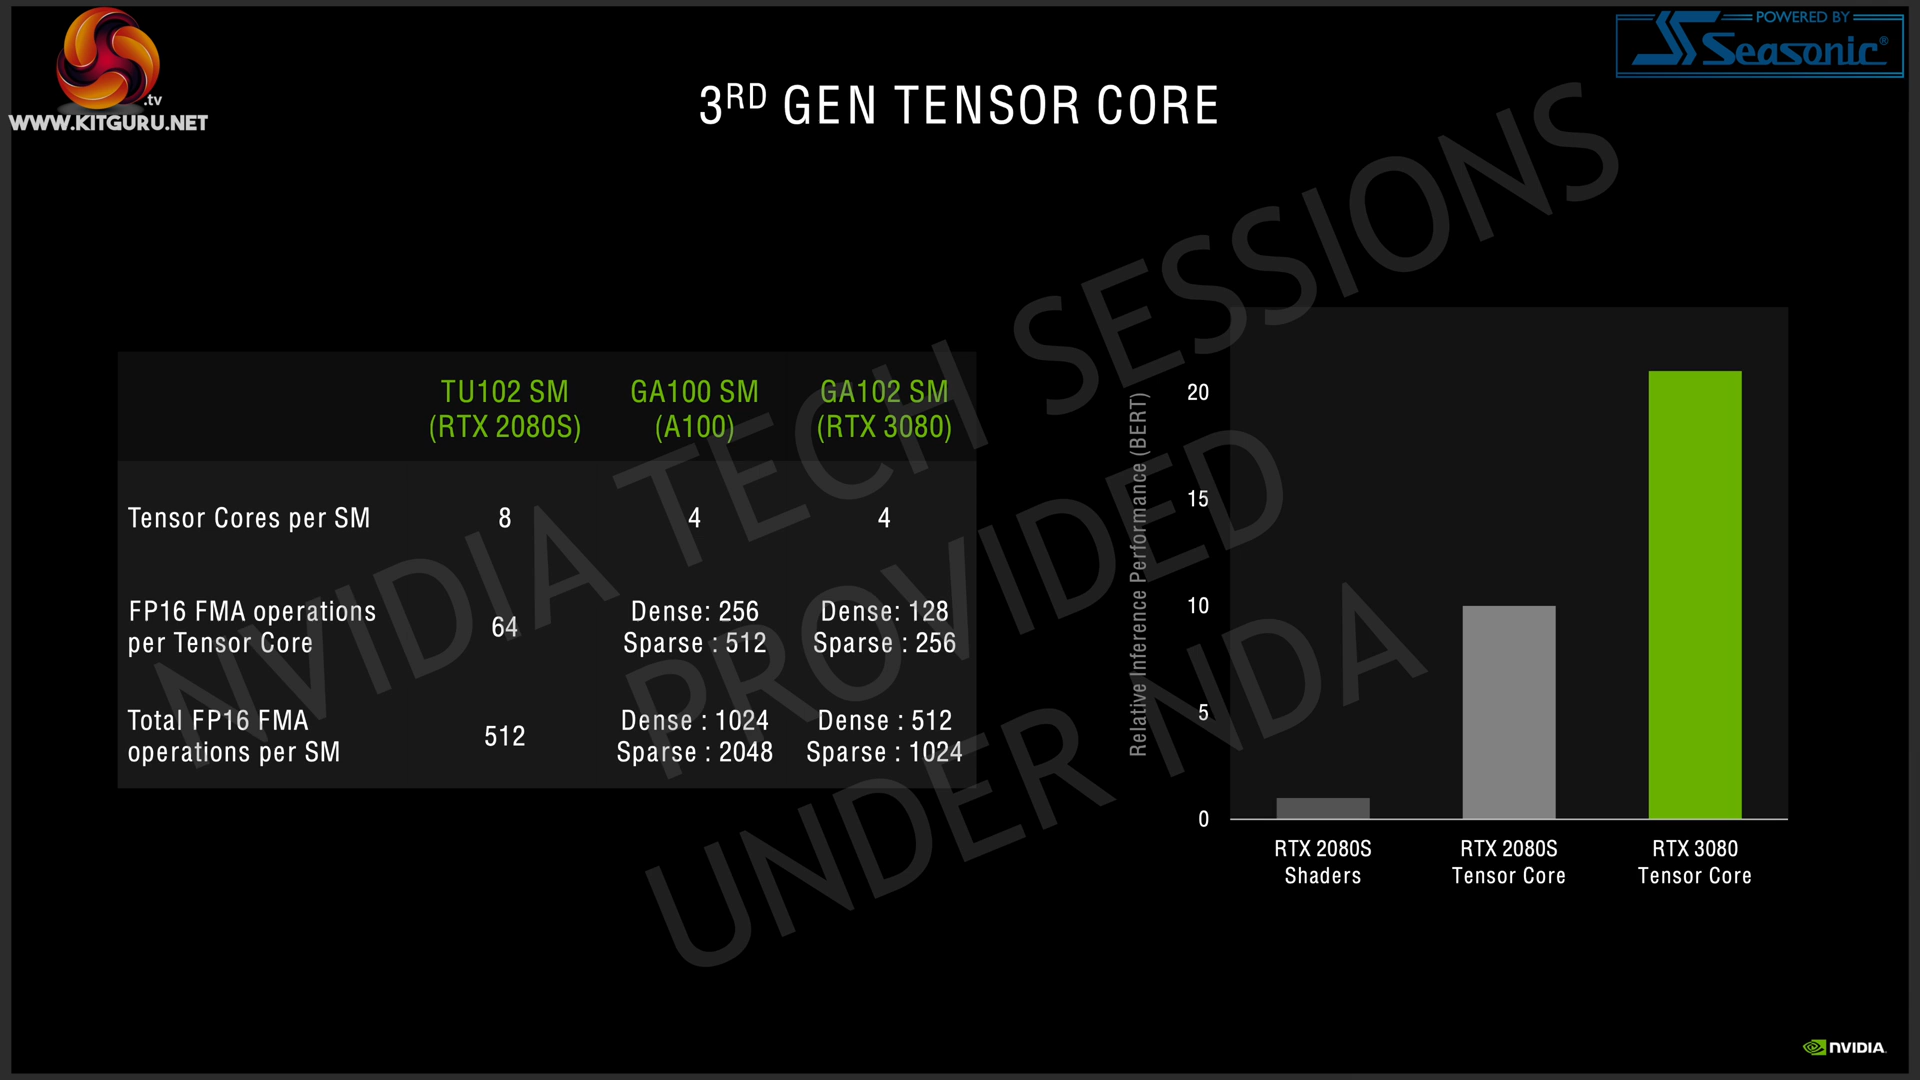 .tv
WWW.KITGURU.NET
POWERED BY
Seasonic®
3RD GEN TENSOR CORE
TU102 SM
(RTX 2080S)
GA100 SM
(A100)
GA102 SM
(RTX 3080)
Tensor Cores per SM
8
4
4
FP16 FMA operations
per Tensor Core
64
Dense: 256
Sparse : 512
Dense: 128
Sparse : 256
Total FP16 FMA
operations per SM
512
Dense : 1024
Sparse : 2048
Dense : 512
Sparse : 1024
Relative Inference Performance (BERT)
20
15
10
5
0
RTX 2080S
Shaders
RTX 2080S
Tensor Core
RTX 3080
Tensor Core
NVIDIA TECH SESSIONS
PROVIDED
UNDER NDA
NVIDIA.